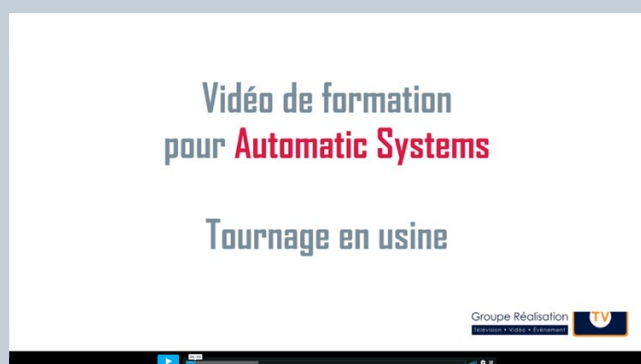 Vidéo de formation
pour Automatic Systems
Tournage en usine
Groupe Réalisation
TV
Télévision • Vidéo • Événement